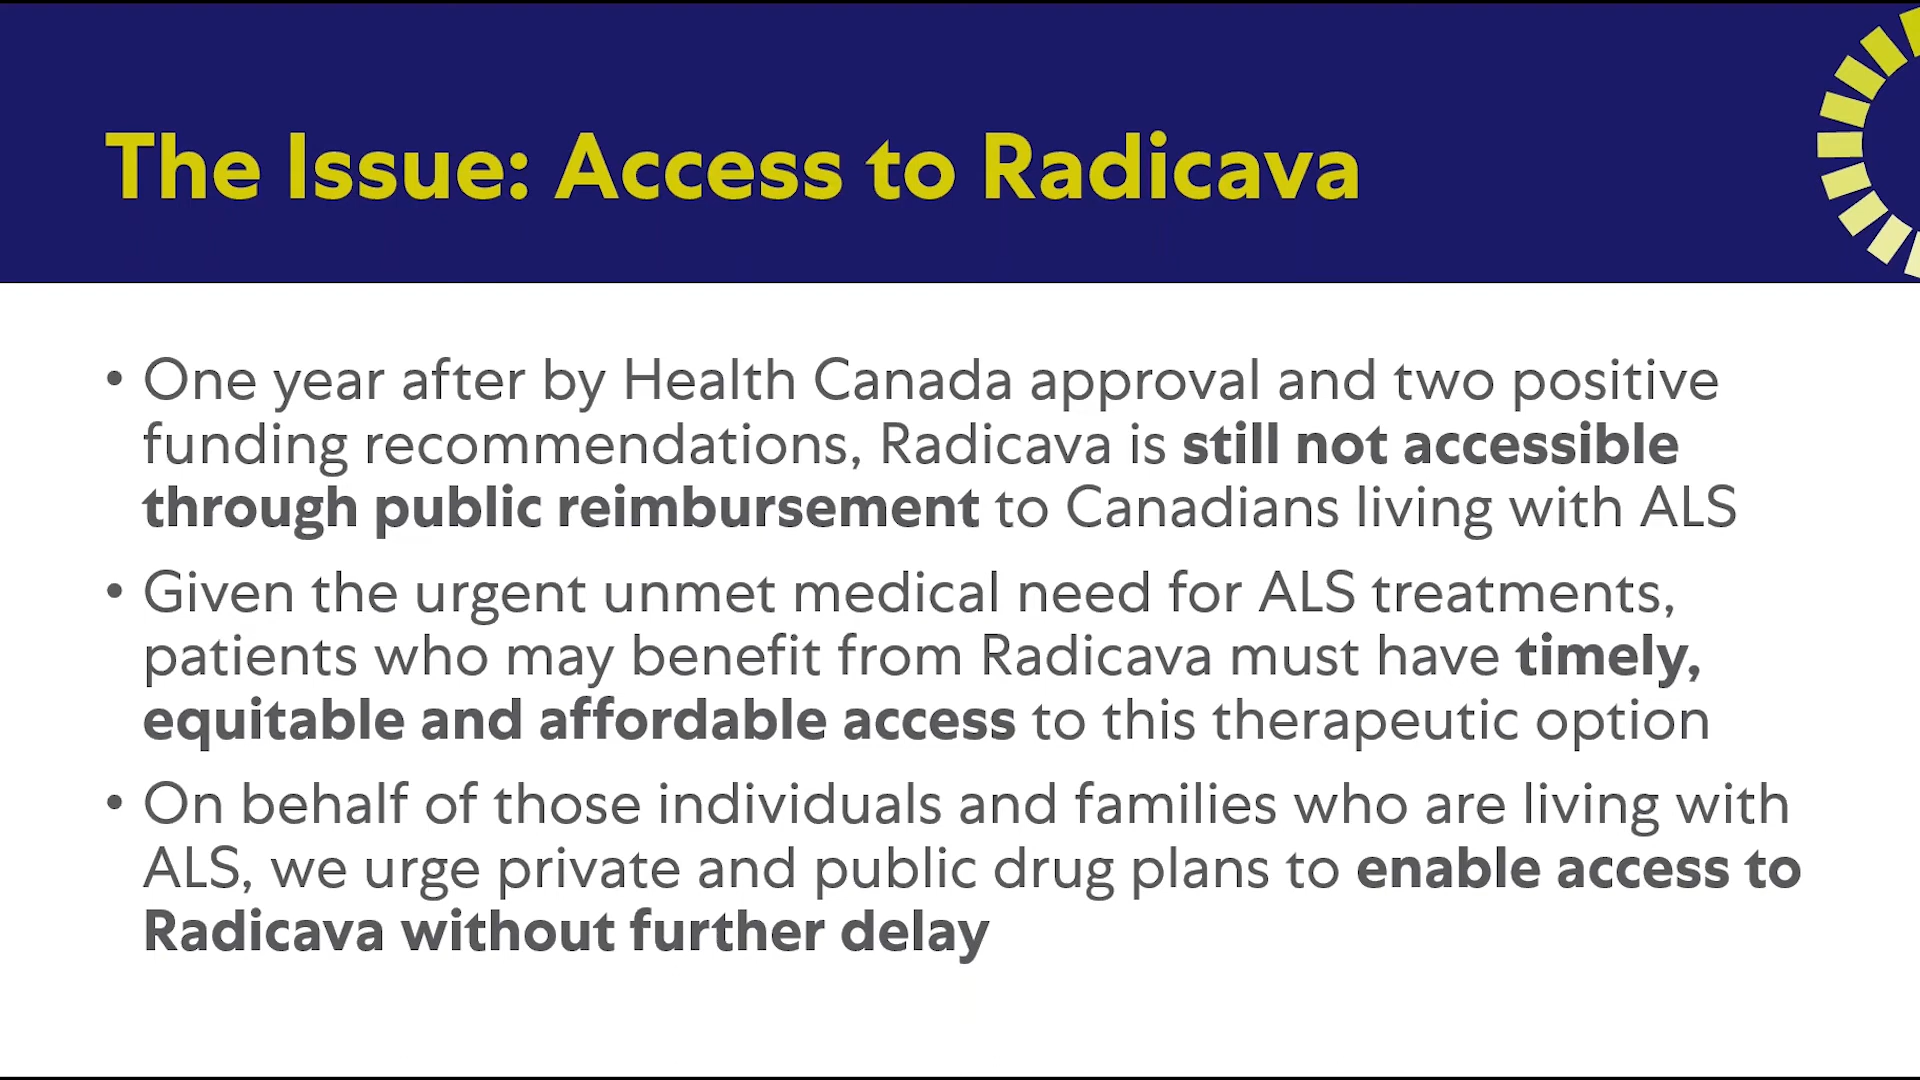 The Issue: Access to Radicava
• One year after by Health Canada approval and two positive
funding recommendations, Radicava is still not accessible
through public reimbursement to Canadians living with ALS
• Given the urgent unmet medical need for ALS treatments,
patients who may benefit from Radicava must have timely,
equitable and affordable access to this therapeutic option
• On behalf of those individuals and families who are living with
ALS, we urge private and public drug plans to enable access to
Radicava without further delay